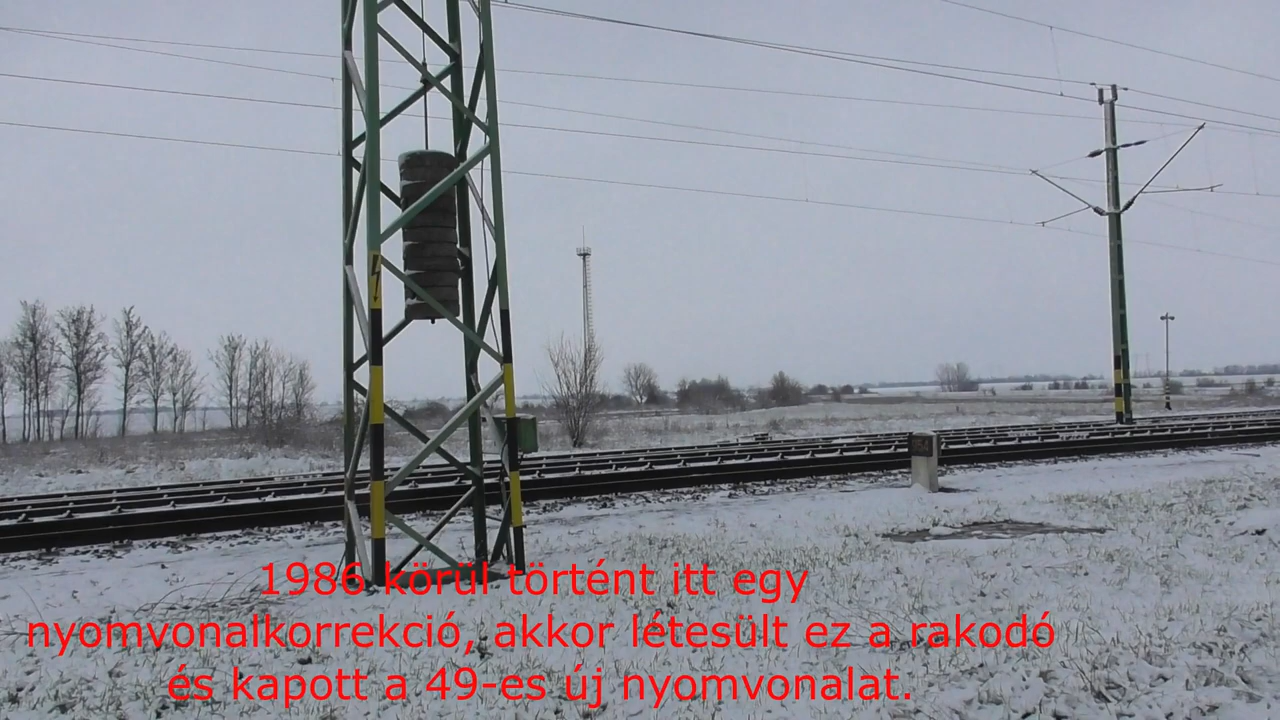 1986 körül történt itt egy
nyomvonalkorrekció, akkor létesült ez a rakodó
és kapott a 49-es új nyomvonalat.